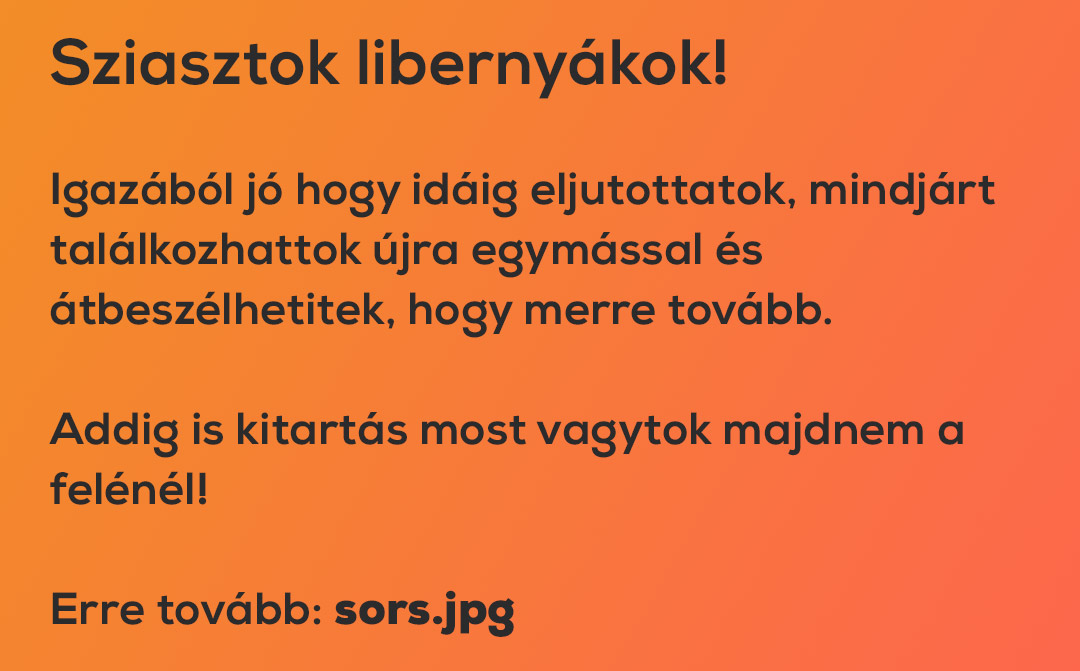 Sziasztok libernyákok!
Igazából jó hogy idáig eljutottatok, mindjárt
találkozhattok újra egymással és
átbeszélhetitek, hogy merre tovább.
Addig is kitartás most vagytok majdnem a
felénél!
Erre tovább: sors.jpg